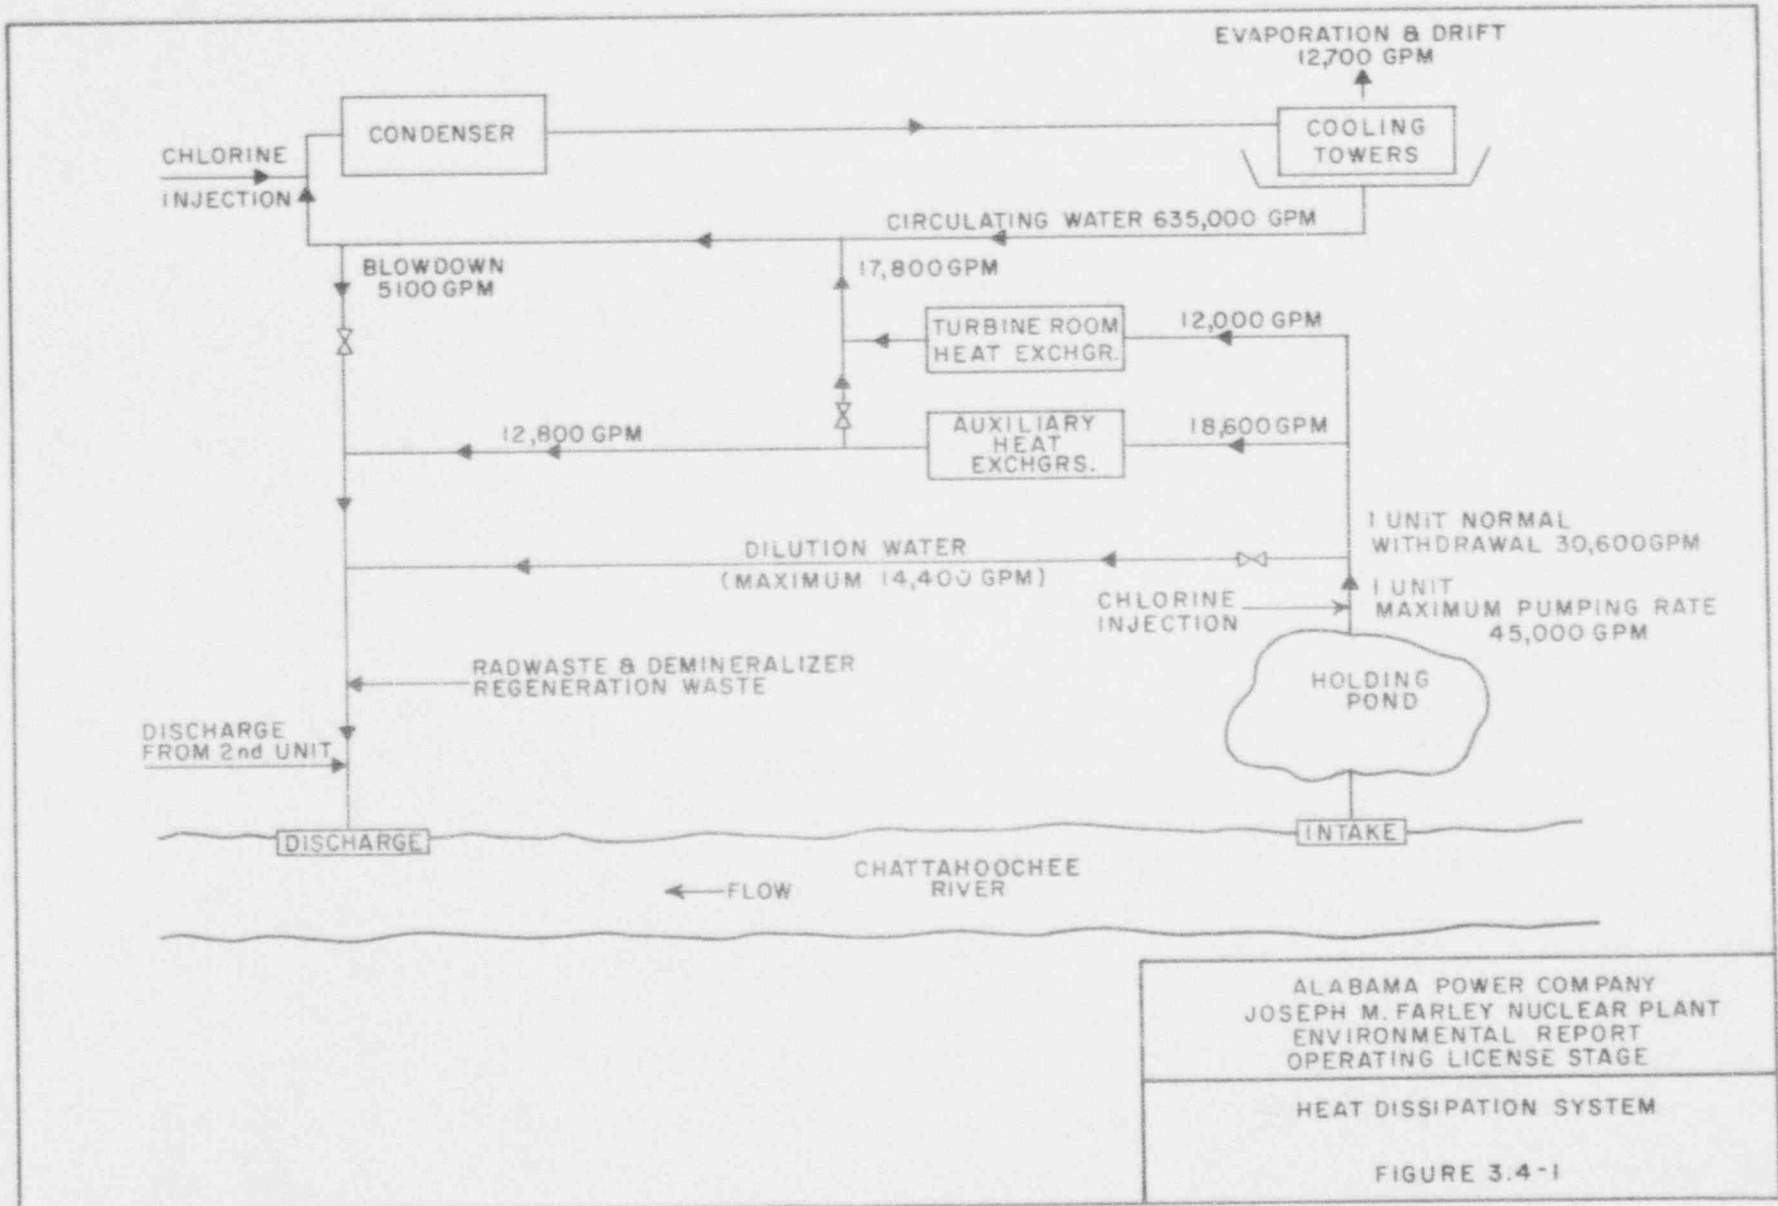 EVAPORATION & DRIFT
12,700 GPM
CONDENSER
COOLING
TOWERS
CHLORINE
INJECTION
CIRCULATING WATER 635,000 GPM
BLOWDOWN
5100 GPM
17,800 GPM
TURBINE ROOM
HEAT EXCHGR.
12,000 GPM
12,800 GPM
AUXILIARY
HEAT
EXCHGRS.
18,600 GPM
DILUTION WATER
(MAXIMUM 14,400 GPM)
1 UNIT NORMAL
WITHDRAWAL 30,600 GPM
CHLORINE
INJECTION
1 UNIT
MAXIMUM PUMPING RATE
45,000 GPM
RADWASTE & DEMINERALIZER
REGENERATION WASTE
HOLDING
POND
DISCHARGE
FROM 2nd UNIT
DISCHARGE
INTAKE
FLOW
CHATTAHOOCHEE
RIVER
ALABAMA POWER COMPANY
JOSEPH M. FARLEY NUCLEAR PLANT
ENVIRONMENTAL REPORT
OPERATING LICENSE STAGE
HEAT DISSIPATION SYSTEM
FIGURE 3.4-1